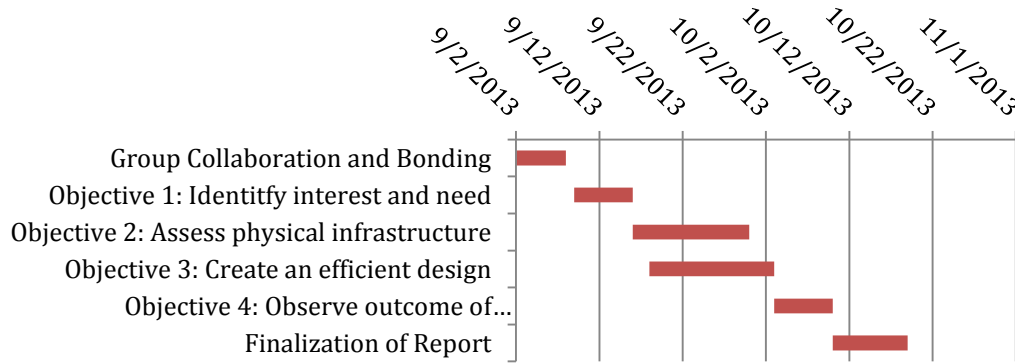 9/2/2013
9/12/2013
9/22/2013
10/2/2013
10/12/2013
10/22/2013
11/1/2013
Group Collaboration and Bonding
Objective 1: Identitfy interest and need
Objective 2: Assess physical infrastructure
Objective 3: Create an efficient design
Objective 4: Observe outcome of...
Finalization of Report